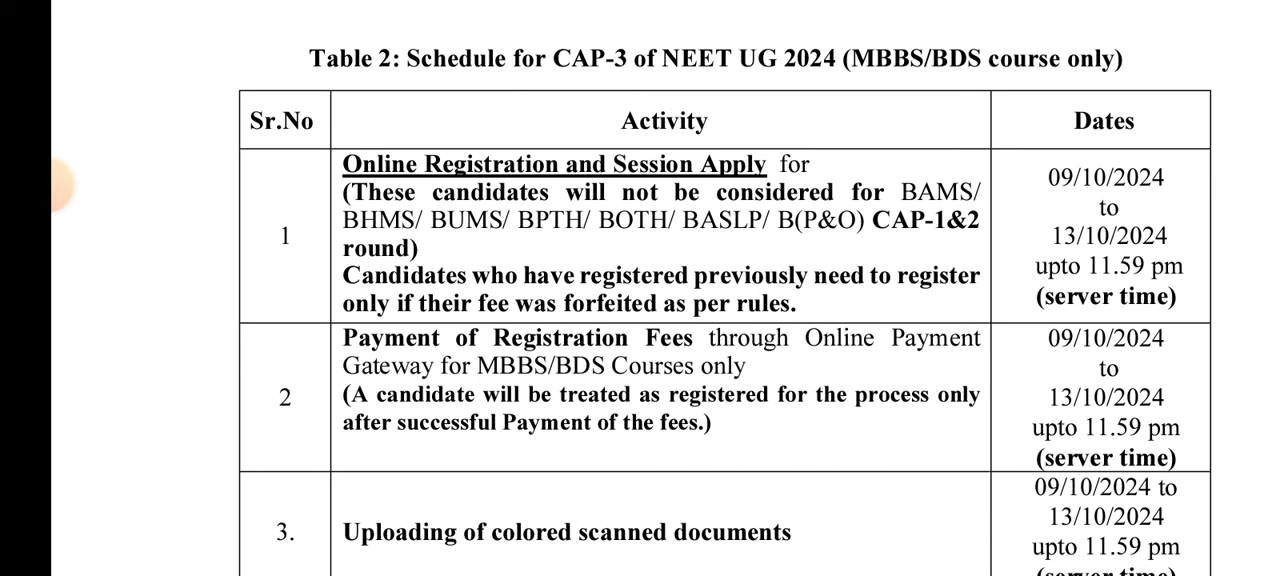 Table 2: Schedule for CAP-3 of NEET UG 2024 (MBBS/BDS course only)
Sr.No Activity Dates
1
Online Registration and Session Apply for
(These candidates will not be considered for BAMS/
BHMS/ BUMS/ BPTH/ BOTH/ BASLP/ B(P&O) CAP-1&2
round)
Candidates who have registered previously need to register
only if their fee was forfeited as per rules.
09/10/2024
to
13/10/2024
upto 11.59 pm
(server time)
2
Payment of Registration Fees through Online Payment
Gateway for MBBS/BDS Courses only
(A candidate will be treated as registered for the process only
after successful Payment of the fees.)
09/10/2024
to
13/10/2024
upto 11.59 pm
(server time)
3.
Uploading of colored scanned documents
09/10/2024 to
13/10/2024
upto 11.59 pm